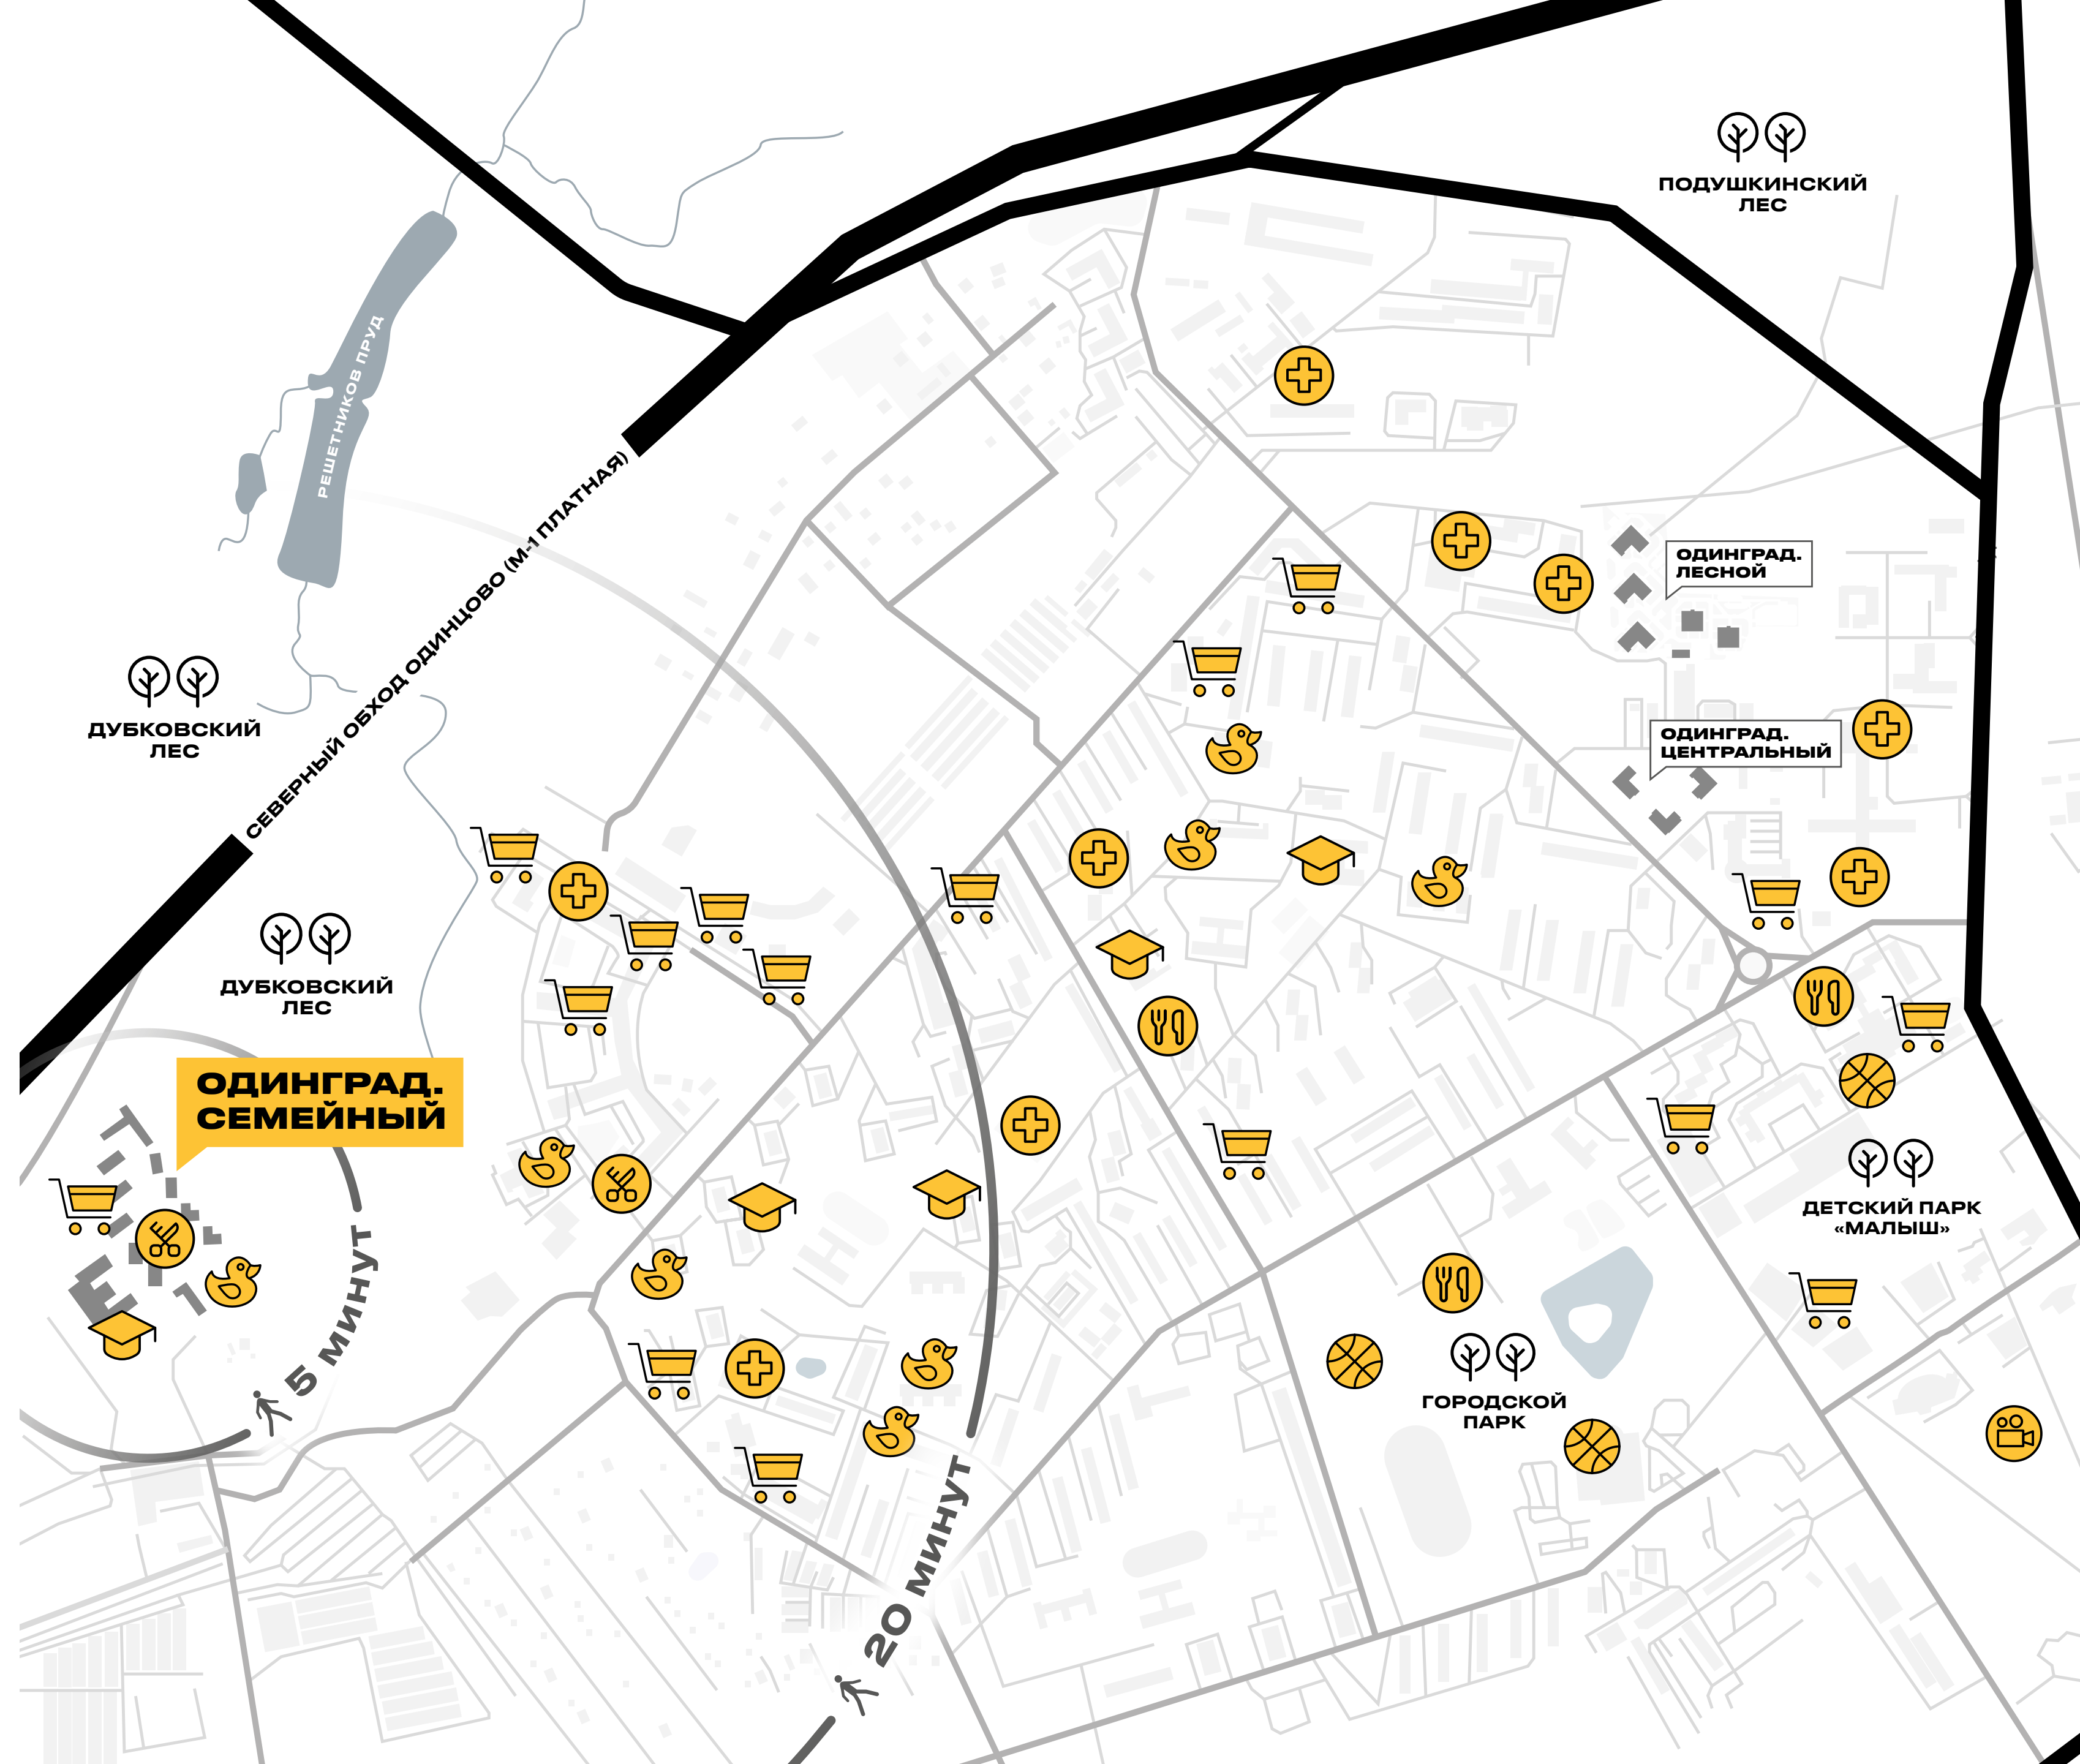 ПОДУШКИНСКИЙ
ЛЕС
РЕШЕТНИКОВ ПРУД
СЕВЕРНЫЙ ОБХОД ОДИНЦОВО (М-1 ПЛАТНАЯ)
ОДИНГРАД.
ЛЕСНОЙ
ДУБКОВСКИЙ
ЛЕС
ОДИНГРАД.
ЦЕНТРАЛЬНЫЙ
ДУБКОВСКИЙ
ЛЕС
ОДИНГРАД.
СЕМЕЙНЫЙ
ДЕТСКИЙ ПАРК
«МАЛЫШ»
5 минут
ГОРОДСКОЙ
ПАРК
20 минут